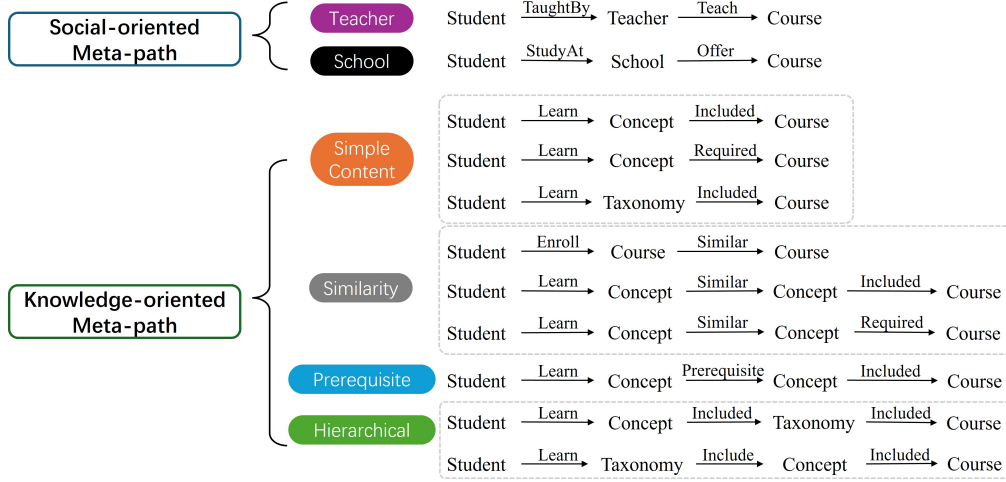 Social-oriented
Meta-path
Teacher
Student TaughtBy Teacher Teach Course
School
Student StudyAt School Offer Course
Knowledge-oriented
Meta-path
Simple
Content
Student Learn Concept Included Course
Student Learn Concept Required Course
Student Learn Taxonomy Included Course
Similarity
Student Enroll Course Similar Course
Student Learn Concept Similar Concept Included Course
Student Learn Concept Similar Concept Required Course
Prerequisite
Student Learn Concept Prerequisite Concept Included Course
Hierarchical
Student Learn Concept Included Taxonomy Included Course
Student Learn Taxonomy Include Concept Included Course